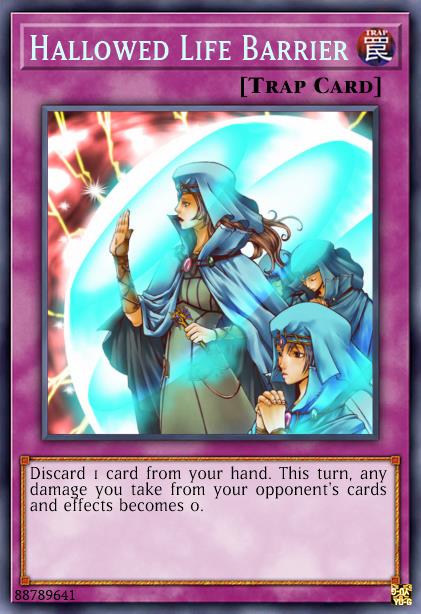 Hallowed Life Barrier
TRAP
罠
[Trap Card]
Discard 1 card from your hand. This turn, any
damage you take from your opponent's cards
and effects becomes 0.
88789641